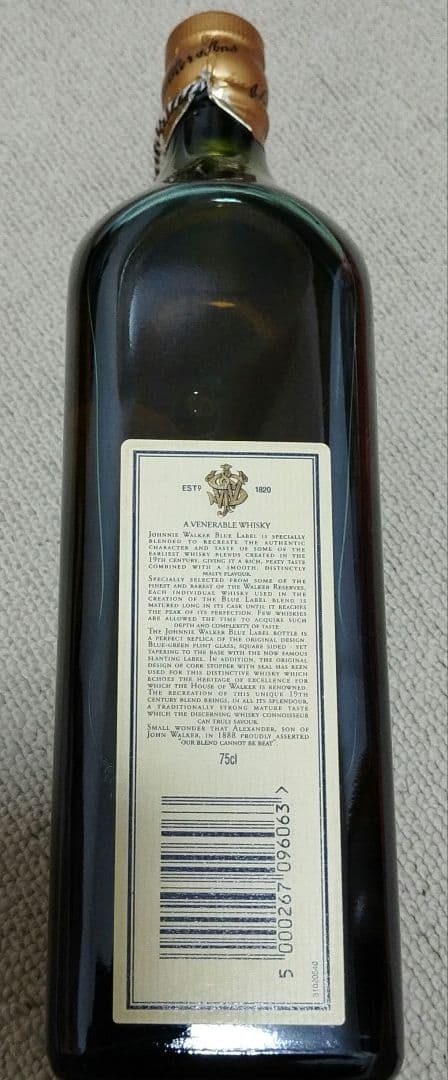 ESTD 1820
A VENERABLE WHISKY
JOHNNIE WALKER BLUE LABEL IS SPECIALLY
BLENDED TO RECREATE THE AUTHENTIC
CHARACTER AND TASTE OF SOME OF THE
EARLIEST WHISKY BLENDS CREATED IN THE
19TH CENTURY, GIVING IT A RICH, PEATY TASTE
COMBINED WITH A SMOOTH, DISTINCTLY
MALTY FLAVOUR.
SPECIALLY SELECTED FROM SOME OF THE
FINEST AND RAREST OF THE WALKER RESERVES,
EACH INDIVIDUAL WHISKY USED IN THE
CREATION OF THE BLUE LABEL BLEND IS
MATURED LONG IN ITS CASK UNTIL IT REACHES
THE PEAK OF ITS PERFECTION. FEW WHISKIES
ARE ALLOWED THE TIME TO ACQUIRE SUCH
DEPTH AND COMPLEXITY OF TASTE.
THE JOHNNIE WALKER BLUE LABEL BOTTLE IS
A PERFECT REPLICA OF THE ORIGINAL DESIGN.
BLUE-GREEN FLINT GLASS, SQUARE SIDED - YET
TAPERING TO THE BASE WITH THE NOW FAMOUS
SLANTING LABEL. IN ADDITION, THE ORIGINAL
DESIGN OF CORK STOPPER WITH SEAL HAS BEEN
USED FOR THIS DISTINCTIVE WHISKY WHICH
ECHOES THE HERITAGE OF EXCELLENCE FOR
WHICH THE HOUSE OF WALKER IS RENOWNED.
THE RECREATION OF THIS UNIQUE 19TH
CENTURY BLEND BRINGS, IN ALL ITS SPLENDOUR,
A TRADITIONALLY STRONG MATURE TASTE
WHICH THE DISCERNING WHISKY CONNOISSEUR
CAN TRULY SAVOUR.
SMALL WONDER THAT ALEXANDER, SON OF
JOHN WALKER, IN 1888 PROUDLY ASSERTED
"OUR BLEND CANNOT BE BEAT".
75cl
5 000267 096063 >